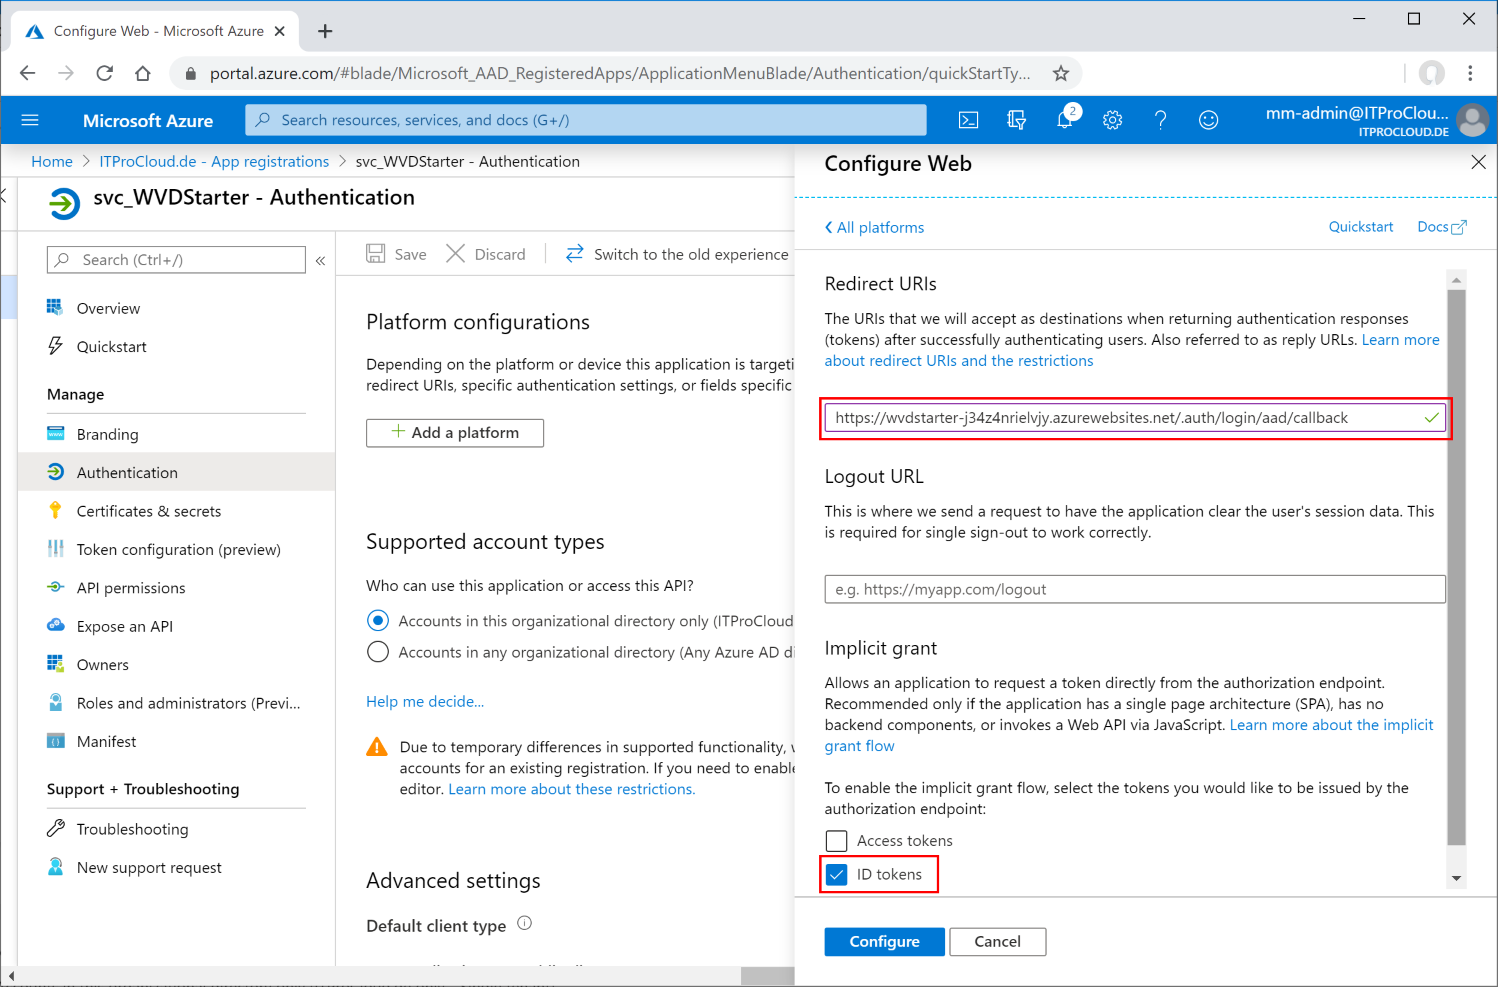 Configure Web - Microsoft Azure
portal.azure.com/#blade/Microsoft_AAD_RegisteredApps/ApplicationMenuBlade/Authentication/quickStartTy...
Microsoft Azure
Search resources, services, and docs (G+/)
2
mm-admin@ITProClou...
ITPROCLOUD.DE
Home > ITProCloud.de - App registrations > svc_WVDStarter - Authentication
svc_WVDStarter - Authentication
Search (Ctrl+/)
«
Overview
Quickstart
Manage
Branding
Authentication
Certificates & secrets
Token configuration (preview)
API permissions
Expose an API
Owners
Roles and administrators (Previ...
Manifest
Support + Troubleshooting
Troubleshooting
New support request
Save
Discard
Switch to the old experience
Platform configurations
Depending on the platform or device this application is targeti
redirect URIs, specific authentication settings, or fields specific
+ Add a platform
Supported account types
Who can use this application or access this API?
Accounts in this organizational directory only (ITProCloud
Accounts in any organizational directory (Any Azure AD di
Help me decide...
Due to temporary differences in supported functionality, w
accounts for an existing registration. If you need to enable
editor. Learn more about these restrictions.
Advanced settings
Default client type
Configure Web
All platforms
Quickstart
Docs
Redirect URIs
The URIs that we will accept as destinations when returning authentication responses
(tokens) after successfully authenticating users. Also referred to as reply URLs. Learn more
about redirect URIs and the restrictions
https://wvdstarter-j34z4nrielvjy.azurewebsites.net/.auth/login/aad/callback
Logout URL
This is where we send a request to have the application clear the user's session data. This
is required for single sign-out to work correctly.
e.g. https://myapp.com/logout
Implicit grant
Allows an application to request a token directly from the authorization endpoint.
Recommended only if the application has a single page architecture (SPA), has no
backend components, or invokes a Web API via JavaScript. Learn more about the implicit
grant flow
To enable the implicit grant flow, select the tokens you would like to be issued by the
authorization endpoint:
Access tokens
ID tokens
Configure
Cancel